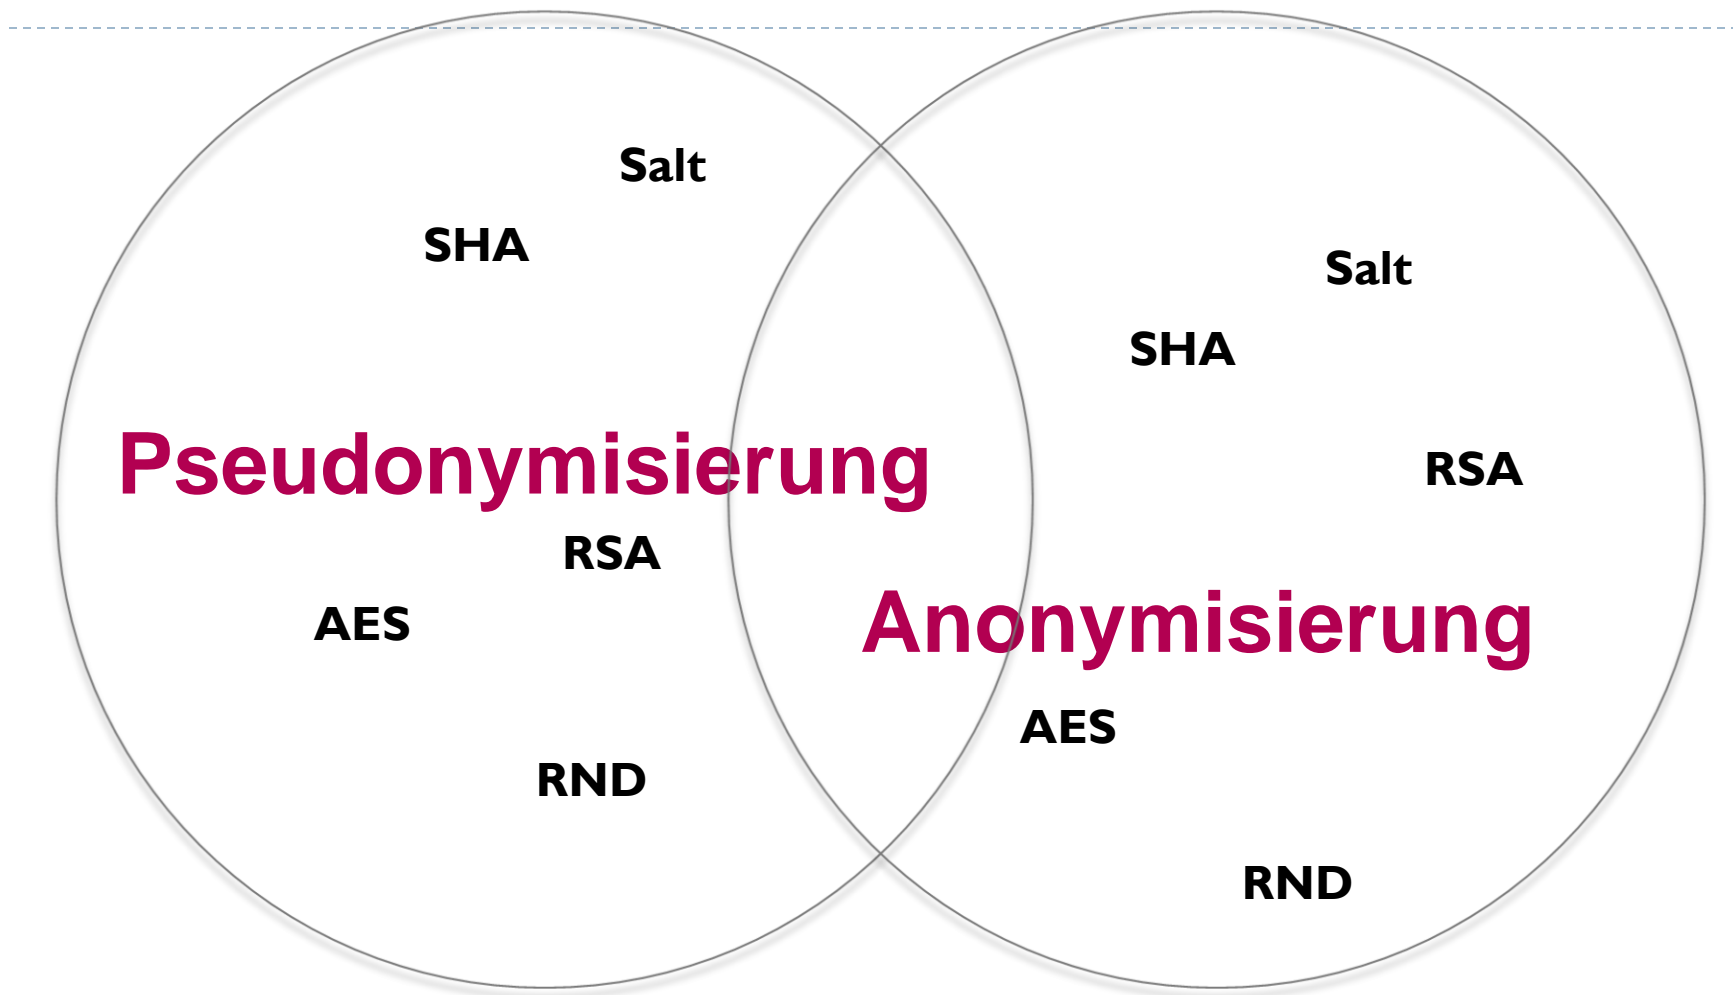 Salt
SHA
Pseudonymisierung
RSA
AES
RND
Salt
SHA
RSA
Anonymisierung
AES
RND